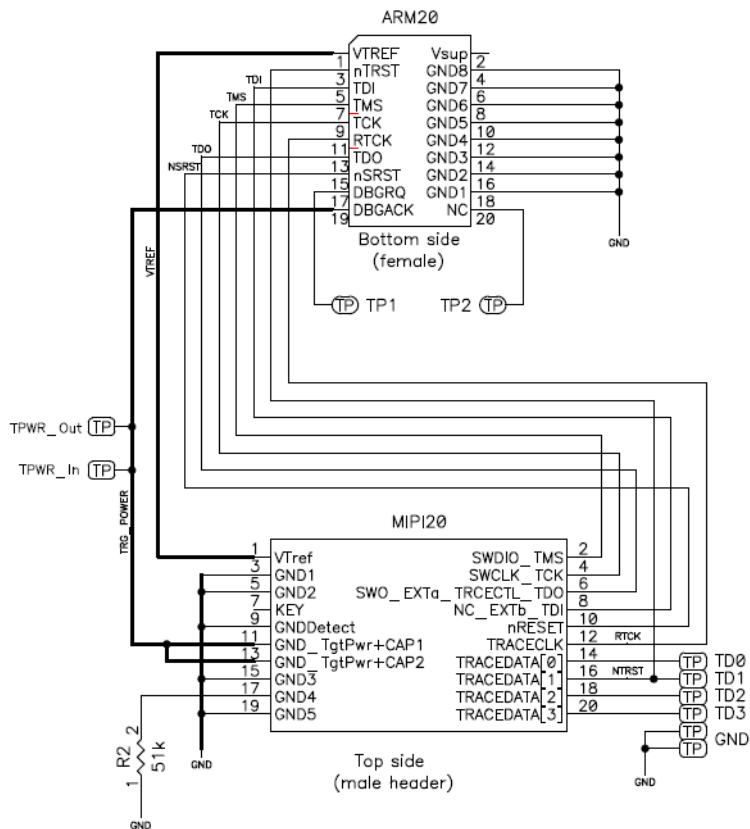 ARM20
VTREF Vsup
1 nTRST GND8 2
3 TDI GND7 4
5 TMS GND6 6
7 TCK GND5 8
9 RTCK GND4 10
11 TDO GND3 12
13 nSRST GND2 14
15 DBGRQ GND1 16
17 DBGACK NC 18
19 20
TDI
TMS
TCK
TDO
NSRST
VTREF
Bottom side
(female)
GND
TP TP1 TP2 TP
TPWR_Out TP
TPWR_In TP
TRG_POWER
MIPI20
1 VTref SWDIO_TMS 2
3 GND1 SWCLK_TCK 4
5 GND2 SWO_EXTa_TRCECTL_TDO 6
7 KEY NC_EXTb_TDI 8
9 GNDDetect nRESET 10
11 GND_TgtPwr+CAP1 TRACECLK 12 RTCK
13 GND_TgtPwr+CAP2 TRACEDATA[0] 14 TP TD0
15 GND3 TRACEDATA[1] 16 NTRST TP TD1
17 GND4 TRACEDATA[2] 18 TP TD2
19 GND5 TRACEDATA[3] 20 TP TD3
TP GND
TP
R2 2
51k
1
GND
GND
GND
Top side
(male header)